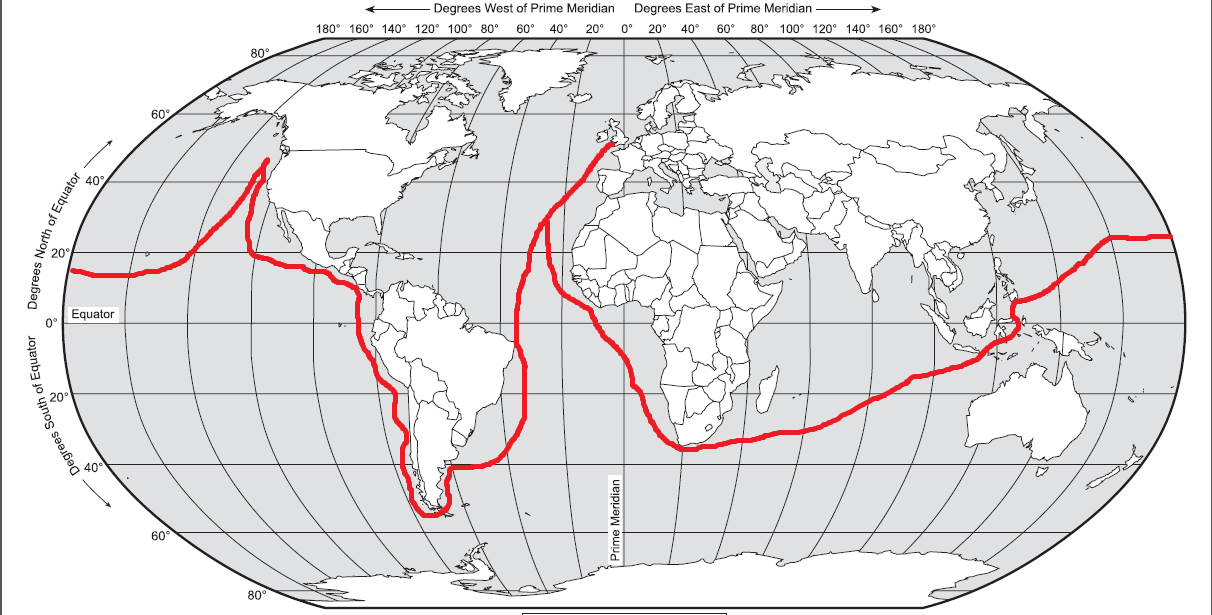 Degrees West of Prime Meridian Degrees East of Prime Meridian
180° 160° 140° 120° 100° 80° 60° 40° 20° 0° 20° 40° 60° 80° 100° 120° 140° 160° 180°
80°
60°
40°
Degrees North of Equator
20°
Equator
0°
Degrees South of Equator
20°
40°
Prime Meridian
60°
80°